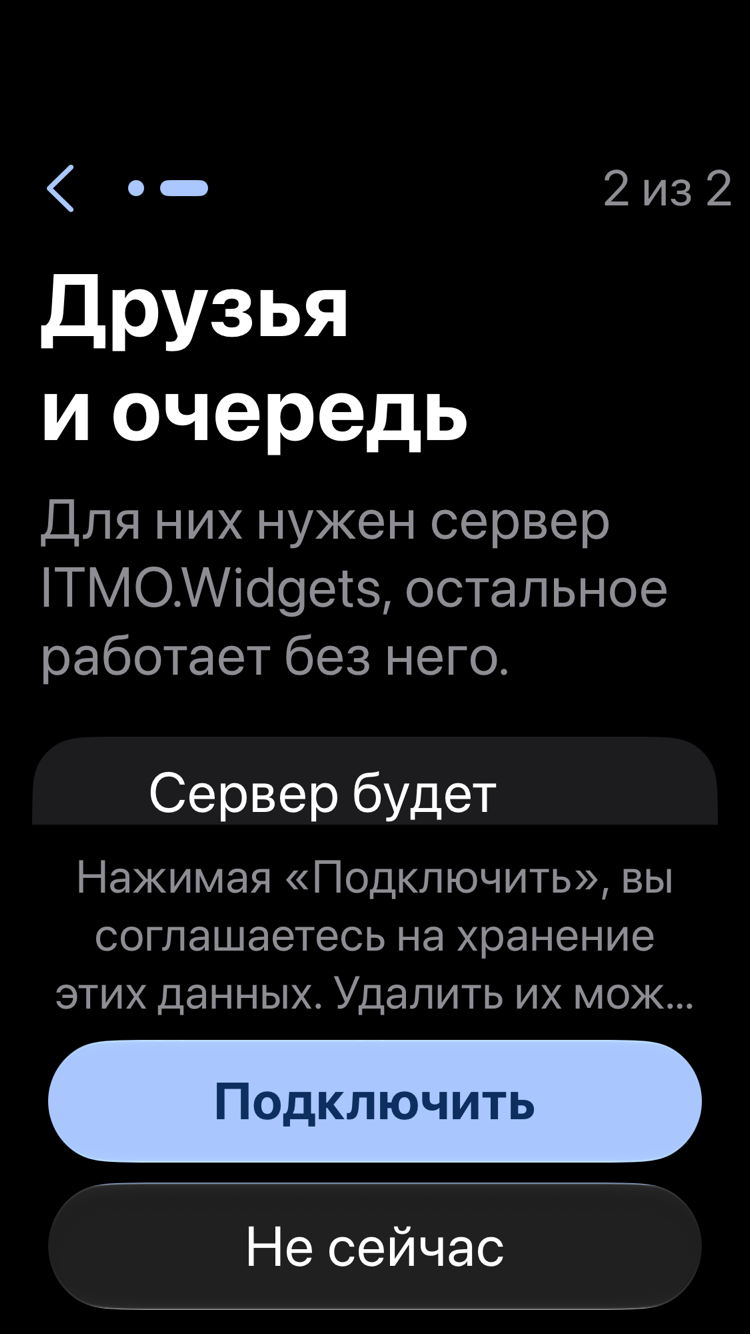 2 из 2
Друзья
и очередь
Для них нужен сервер
ITMO.Widgets, остальное
работает без него.
Сервер будет
Нажимая «Подключить», вы
соглашаетесь на хранение
этих данных. Удалить их мож...
Подключить
Не сейчас